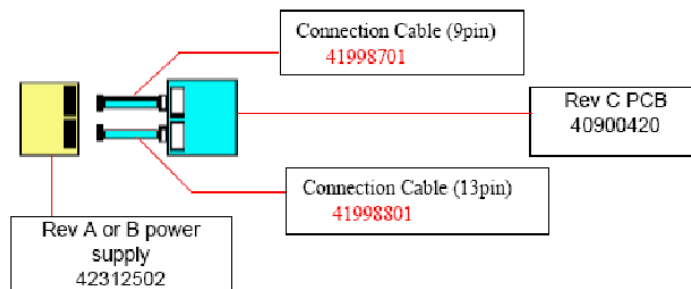 Connection Cable (9pin)
41998701
Rev C PCB
40900420
Connection Cable (13pin)
41998801
Rev A or B power
supply
42312502